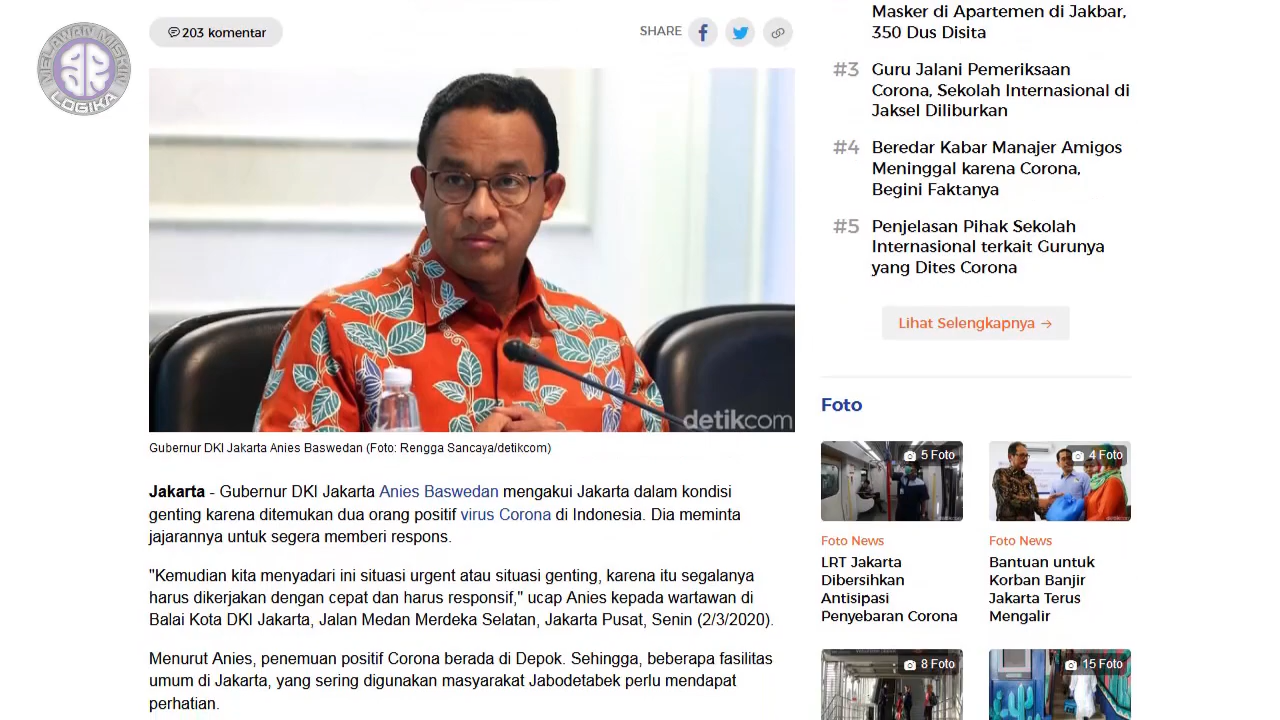 MELAWAN MISKIN
LOGIKA
203 komentar
SHARE
detikcom
Gubernur DKI Jakarta Anies Baswedan (Foto: Rengga Sancaya/detikcom)
Jakarta - Gubernur DKI Jakarta Anies Baswedan mengakui Jakarta dalam kondisi
genting karena ditemukan dua orang positif virus Corona di Indonesia. Dia meminta
jajarannya untuk segera memberi respons.
"Kemudian kita menyadari ini situasi urgent atau situasi genting, karena itu segalanya
harus dikerjakan dengan cepat dan harus responsif," ucap Anies kepada wartawan di
Balai Kota DKI Jakarta, Jalan Medan Merdeka Selatan, Jakarta Pusat, Senin (2/3/2020).
Menurut Anies, penemuan positif Corona berada di Depok. Sehingga, beberapa fasilitas
umum di Jakarta, yang sering digunakan masyarakat Jabodetabek perlu mendapat
perhatian.
Masker di Apartemen di Jakbar,
350 Dus Disita
#3
Guru Jalani Pemeriksaan
Corona, Sekolah Internasional di
Jaksel Diliburkan
#4
Beredar Kabar Manajer Amigos
Meninggal karena Corona,
Begini Faktanya
#5
Penjelasan Pihak Sekolah
Internasional terkait Gurunya
yang Dites Corona
Lihat Selengkapnya →
Foto
5 Foto
Foto News
LRT Jakarta
Dibersihkan
Antisipasi
Penyebaran Corona
4 Foto
Foto News
Bantuan untuk
Korban Banjir
Jakarta Terus
Mengalir
8 Foto
15 Foto